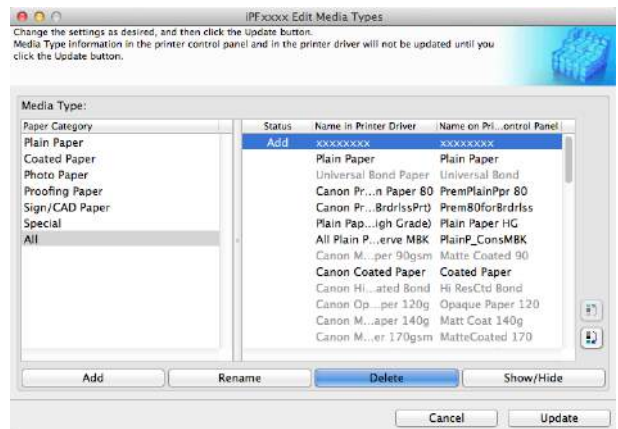 iPFxxxx Edit Media Types
Change the settings as desired, and then click the Update button.
Media Type information in the printer control panel and in the printer driver will not be updated until you
click the Update button.
Media Type:
Paper Category
Plain Paper
Coated Paper
Photo Paper
Proofing Paper
Sign/CAD Paper
Special
All
Status Name in Printer Driver Name on Pri...ontrol Panel
Add xxxxxxxx xxxxxxxx
Plain Paper Plain Paper
Universal Bond Paper Universal Bond
Canon Pr...n Paper 80 PremPlainPpr 80
Canon Pr...BrdrlssPrt) Prem80forBrdrlss
Plain Pap...igh Grade) Plain Paper HG
All Plain P...erve MBK PlainP_ConsMBK
Canon M...per 90gsm Matte Coated 90
Canon Coated Paper Coated Paper
Canon Hi...ated Bond Hi ResCtd Bond
Canon Op...per 120g Opaque Paper 120
Canon M...aper 140g Matt Coat 140g
Canon M...er 170gsm MatteCoated 170
Add Rename Delete Show/Hide
Cancel Update